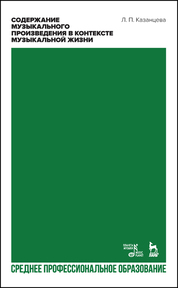 Л. П. Казанцева
СОДЕРЖАНИЕ
МУЗЫКАЛЬНОГО
ПРОИЗВЕДЕНИЯ В КОНТЕКСТЕ
МУЗЫКАЛЬНОЙ ЖИЗНИ
СРЕДНЕЕ ПРОФЕССИОНАЛЬНОЕ ОБРАЗОВАНИЕ